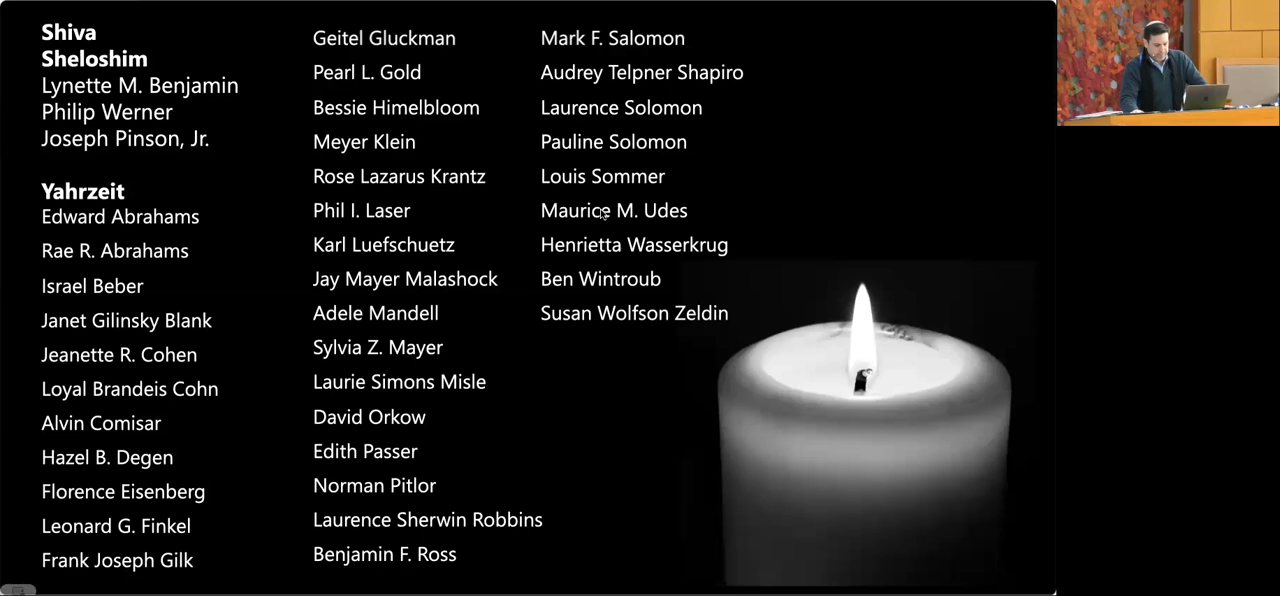 Shiva
Sheloshim
Lynette M. Benjamin
Philip Werner
Joseph Pinson, Jr.
Yahrzeit
Edward Abrahams
Rae R. Abrahams
Israel Beber
Janet Gilinsky Blank
Jeanette R. Cohen
Loyal Brandeis Cohn
Alvin Comisar
Hazel B. Degen
Florence Eisenberg
Leonard G. Finkel
Frank Joseph Gilk
Geitel Gluckman
Pearl L. Gold
Bessie Himelbloom
Meyer Klein
Rose Lazarus Krantz
Phil I. Laser
Karl Luefschuetz
Jay Mayer Malashock
Adele Mandell
Sylvia Z. Mayer
Laurie Simons Misle
David Orkow
Edith Passer
Norman Pitlor
Laurence Sherwin Robbins
Benjamin F. Ross
Mark F. Salomon
Audrey Telpner Shapiro
Laurence Solomon
Pauline Solomon
Louis Sommer
Maurice M. Udes
Henrietta Wasserkrug
Ben Wintroub
Susan Wolfson Zeldin